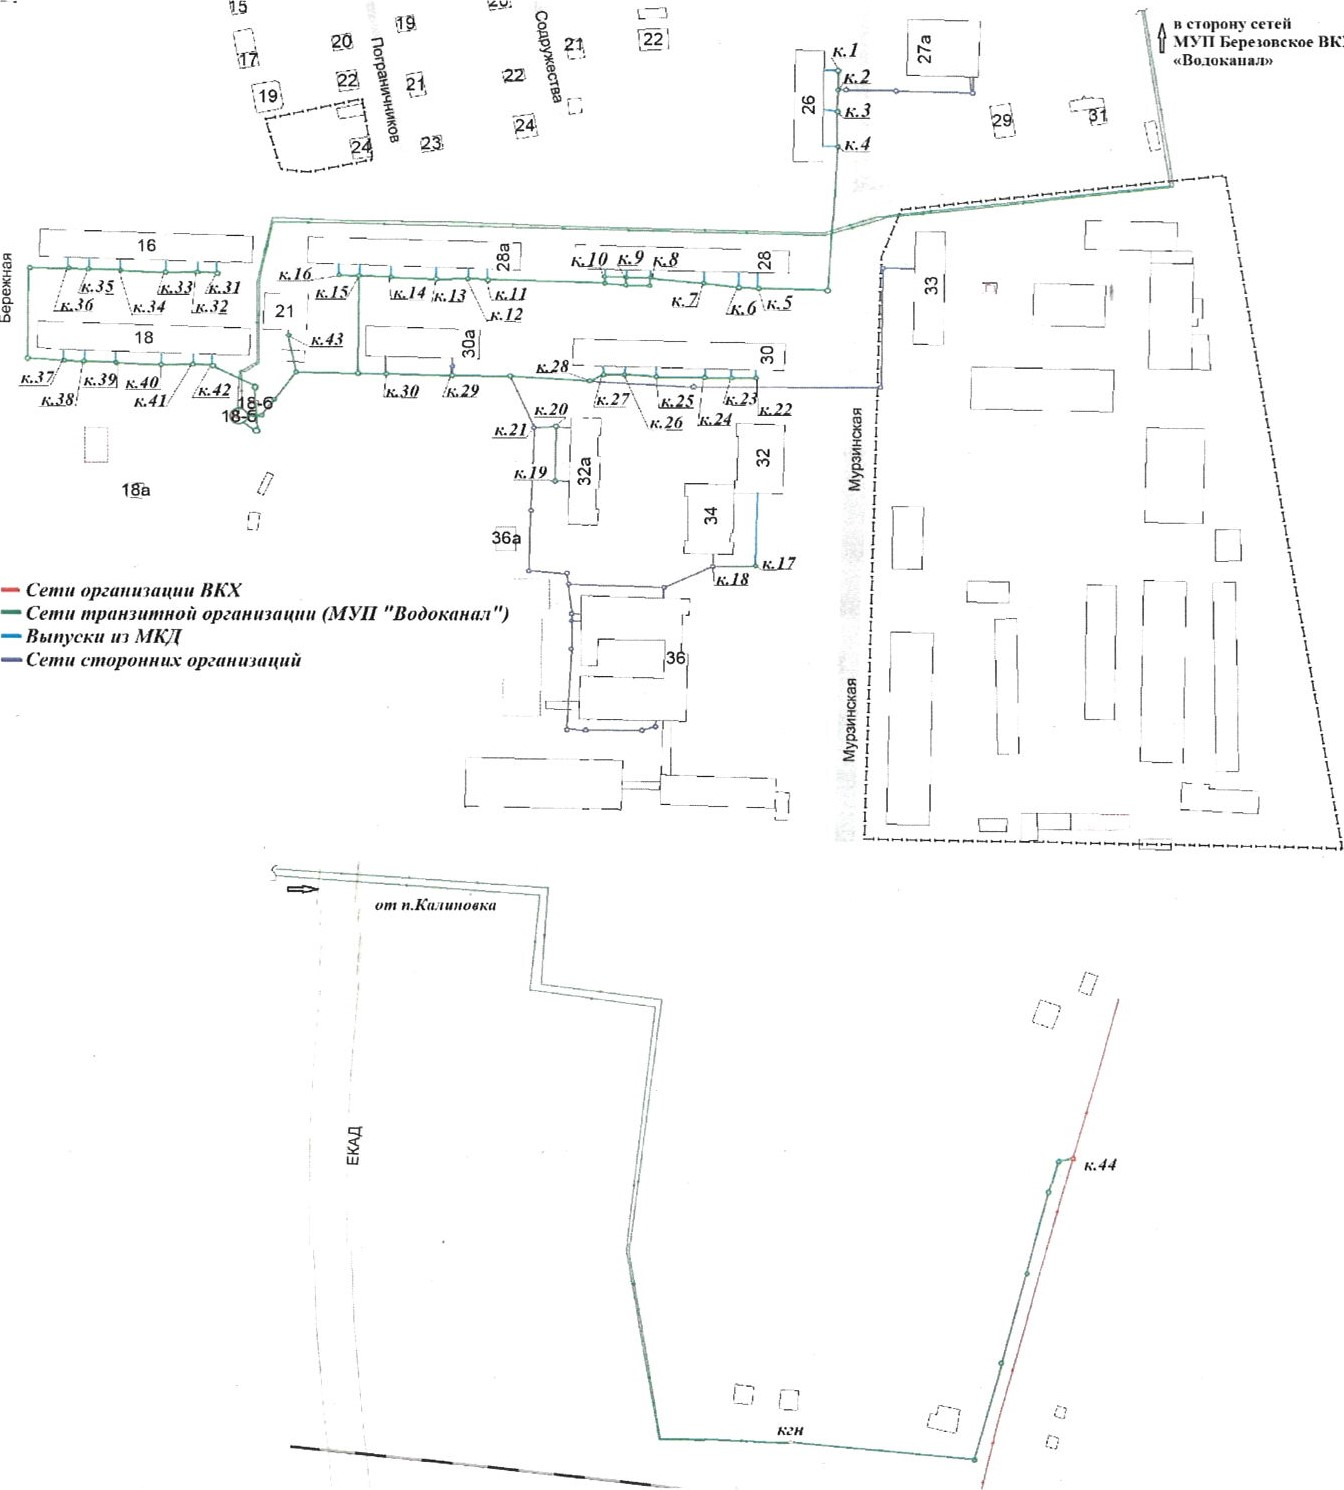 15
17
19
20
22
24
Пограничников
19
21
23
20
22
24
Содружества
21
22
26
27а
к.1
к.2
к.3
к.4
29
31
в сторону сетей
МУП Березовское ВКХ
«Водоканал»
Бережная
16
к.36
к.35
к.34
к.33
к.32
к.31
28а
к.16
к.15
к.14
к.13
к.12
к.11
28
к.10
к.9
к.8
к.7
к.6
к.5
33
21
к.43
18
к.37
к.38
к.39
к.40
к.41
к.42
18-б
18-б
30а
к.30
к.29
30
к.28
к.27
к.26
к.25
к.24
к.23
к.22
к.21
к.20
к.19
32а
32
34
к.18
к.17
18а
36а
36
Мурзинская
Мурзинская
Сети организации ВКХ
Сети транзитной организации (МУП "Водоканал")
Выпуски из МКД
Сети сторонних организаций
от п.Калиновка
ЕКАД
к.44
кгн